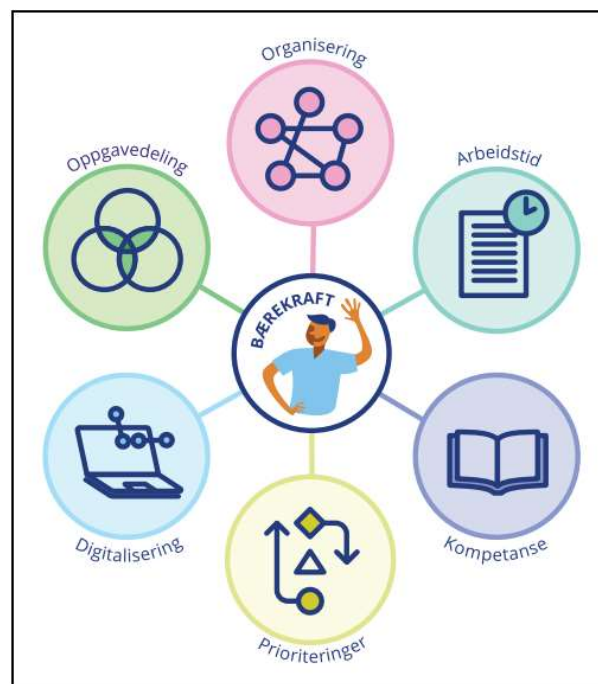 Organisering
Oppgavedeling
Arbeidstid
BÆREKRAFT
Digitalisering
Kompetanse
Prioriteringer